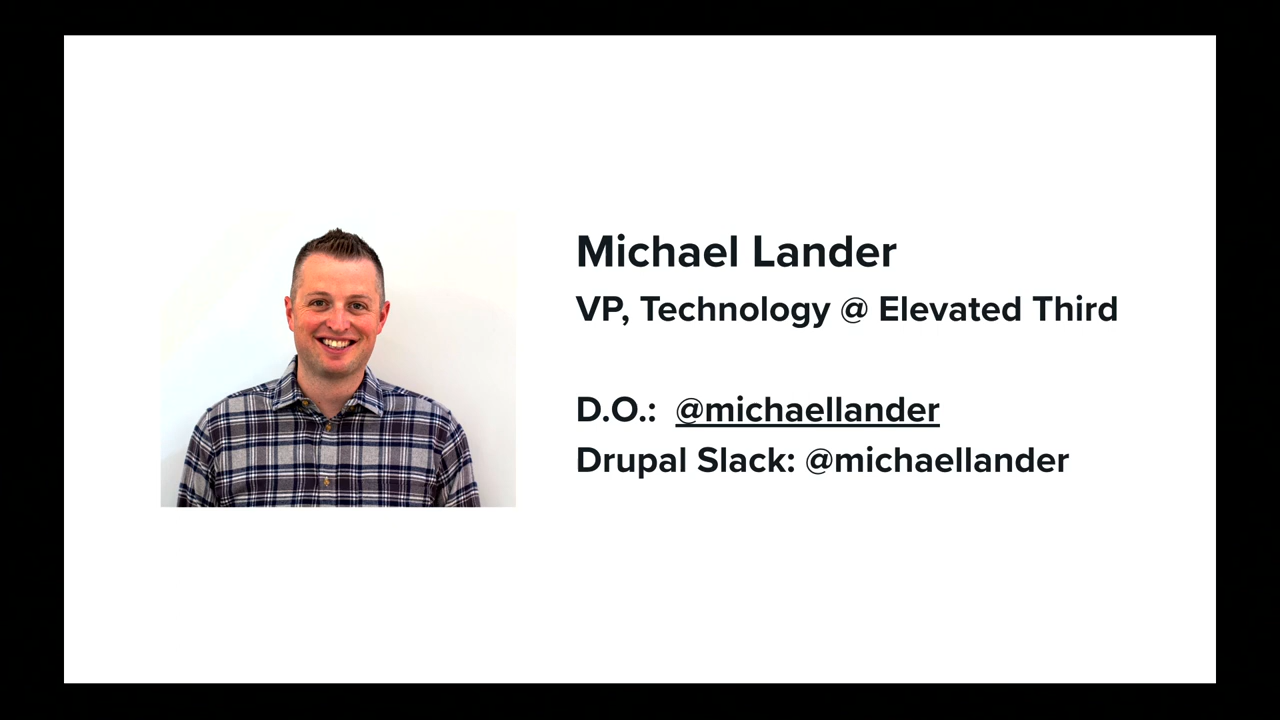 Michael Lander
VP, Technology @ Elevated Third
D.O.: @michaellander
Drupal Slack: @michaellander